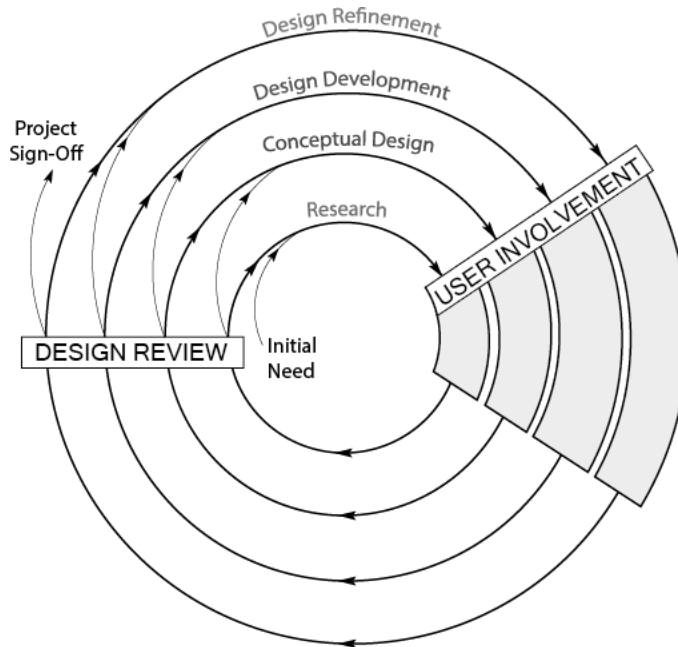 Design Refinement
Design Development
Conceptual Design
Research
Project
Sign-Off
USER INVOLVEMENT
DESIGN REVIEW
Initial
Need